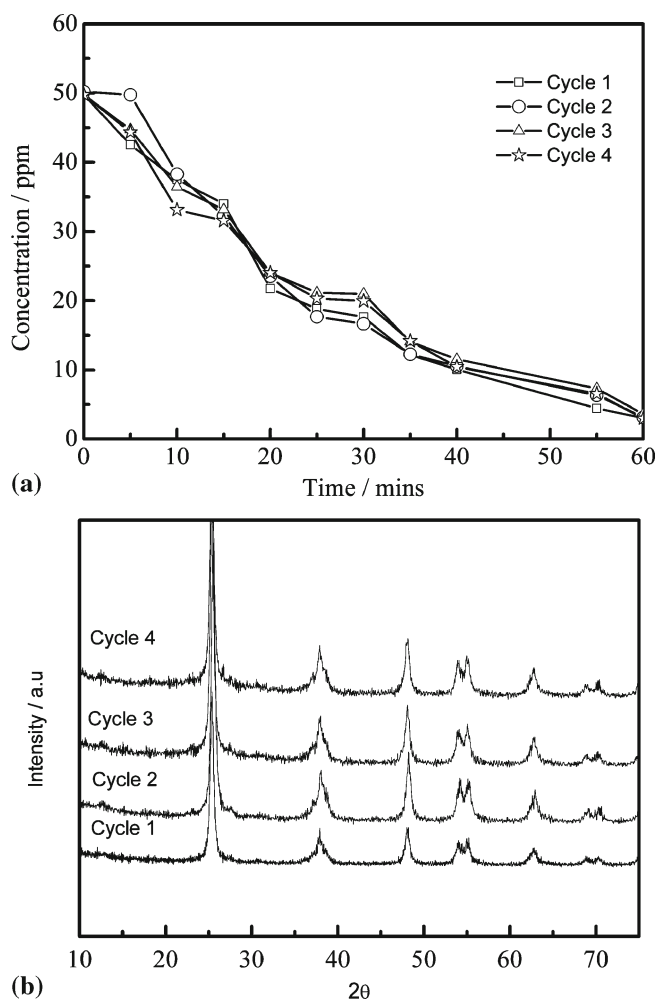 60
50
40
30
20
10
0
Concentration / ppm
Cycle 1
Cycle 2
Cycle 3
Cycle 4
0 10 20 30 40 50 60
Time / mins
(a)
Intensity / a.u
Cycle 4
Cycle 3
Cycle 2
Cycle 1
10 20 30 40 50 60 70
2θ
(b)